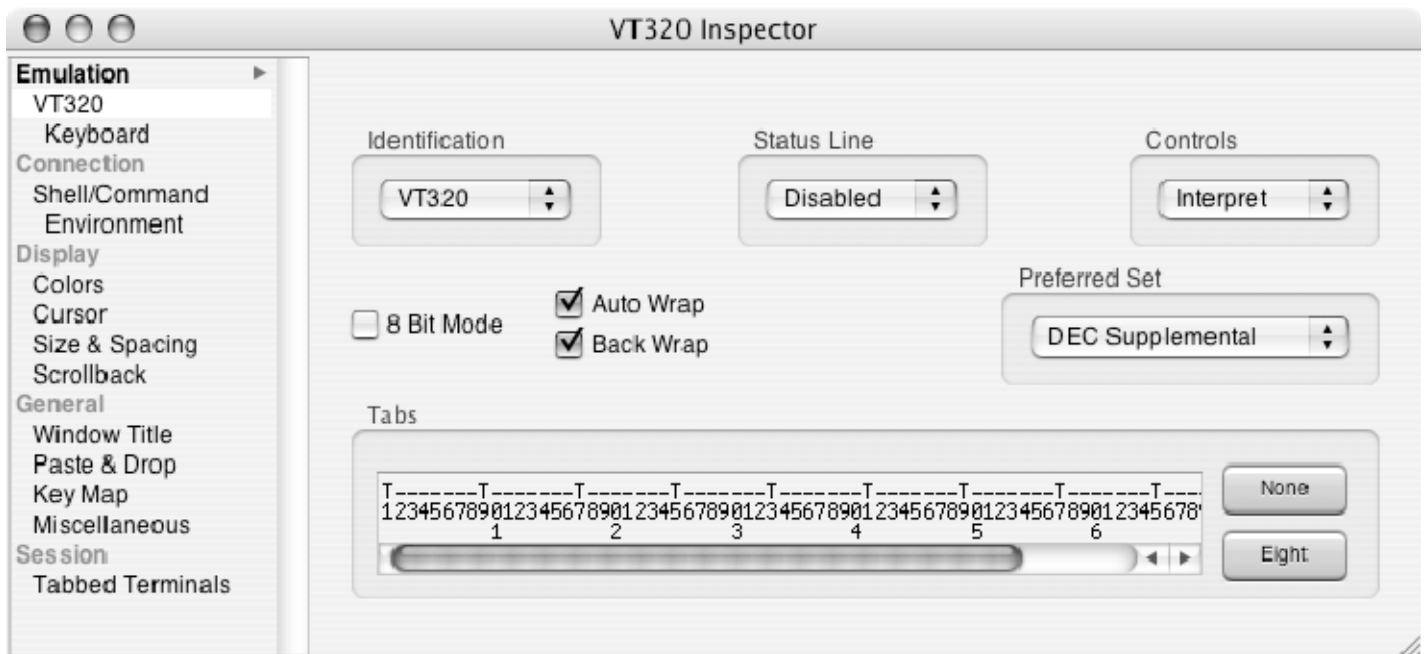 VT320 Inspector
Emulation
VT320
Keyboard
Connection
Shell/Command
Environment
Display
Colors
Cursor
Size & Spacing
Scrollback
General
Window Title
Paste & Drop
Key Map
Miscellaneous
Session
Tabbed Terminals
Identification
VT320
Status Line
Disabled
Controls
Interpret
8 Bit Mode
Auto Wrap
Back Wrap
Preferred Set
DEC Supplemental
Tabs
T-------T-------T-------T-------T-------T-------T-------T-------T---
12345678901234567890123456789012345678901234567890123456789012345678
1 2 3 4 5 6
None
Eight